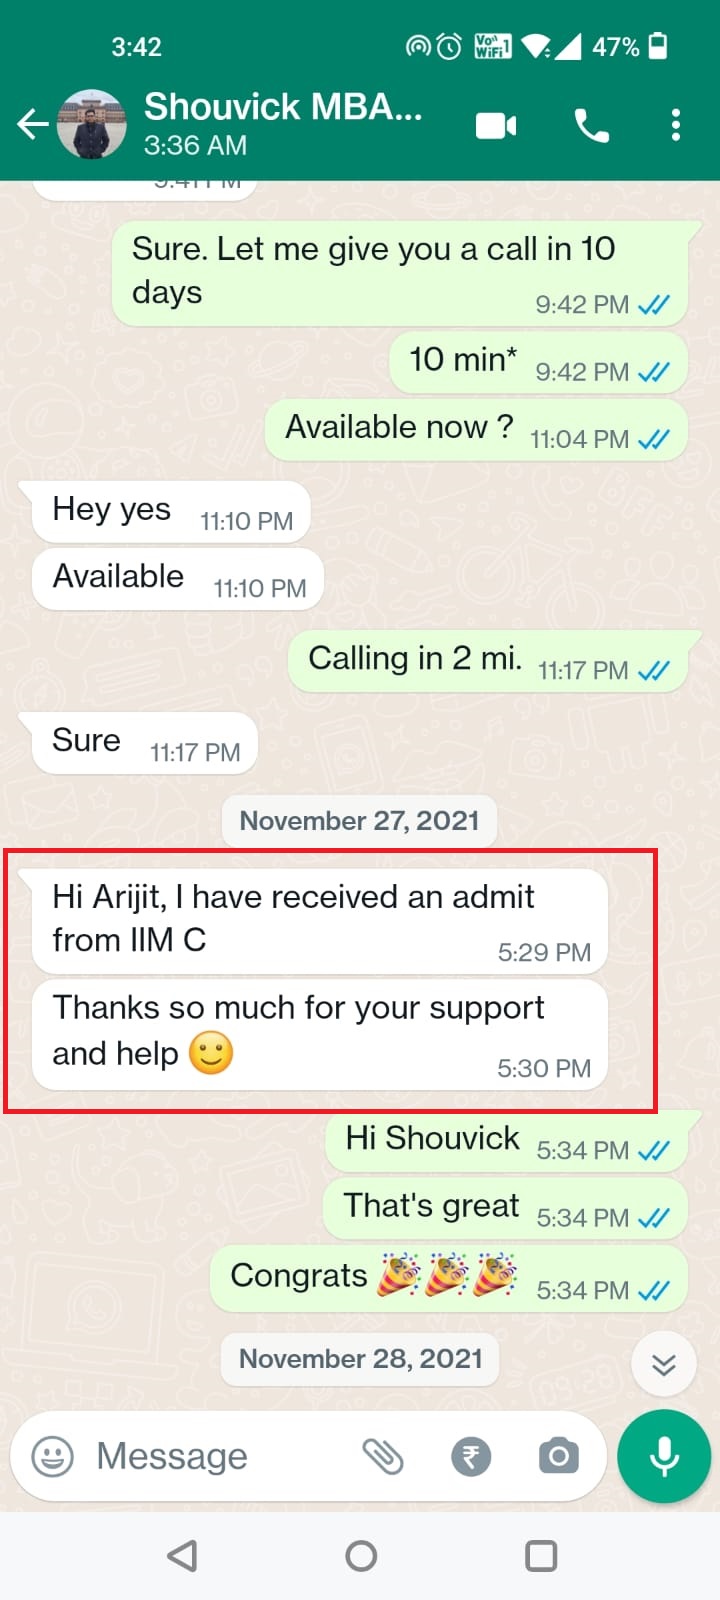 3:42
Vo))
WiFi 1
47%
Shouvick MBA...
3:36 AM
9:41 PM
Sure. Let me give you a call in 10
days
9:42 PM
10 min* 9:42 PM
Available now ? 11:04 PM
Hey yes 11:10 PM
Available 11:10 PM
Calling in 2 mi. 11:17 PM
Sure 11:17 PM
November 27, 2021
Hi Arijit, I have received an admit
from IIM C
5:29 PM
Thanks so much for your support
and help 🙂
5:30 PM
Hi Shouvick 5:34 PM
That's great 5:34 PM
Congrats 🎉🎉🎉 5:34 PM
November 28, 2021
Message
₹